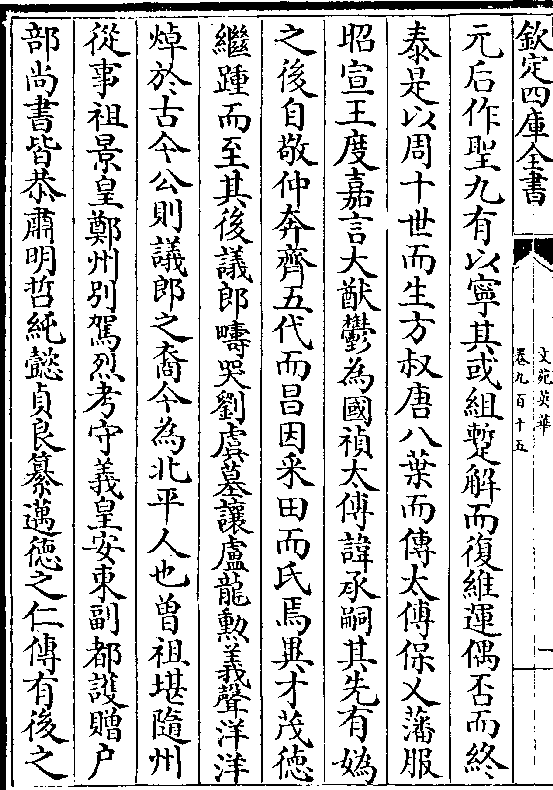 欽定四庫全書
文苑英華
卷九百十五
元后作聖九有以寧其或組蹔解而復維運偶否而終
泰是以周十世而生方叔唐八葉而傳太傅保乂藩服
昭宣王度嘉言大猷鬱為國禎太傅諱承嗣其先有媯
之後自敬仲奔齊五代而昌因采田而氏焉異才茂徳
繼踵而至其後議郎疇哭劉虞墓讓盧龍勲義聲洋洋
焯於古今公則議郎之裔今為北平人也曽祖堪隨州
從事祖景皇鄭州别駕烈考守義皇安東副都護贈户
部尚書皆恭肅明哲純懿貞良纂邁徳之仁傳有後之